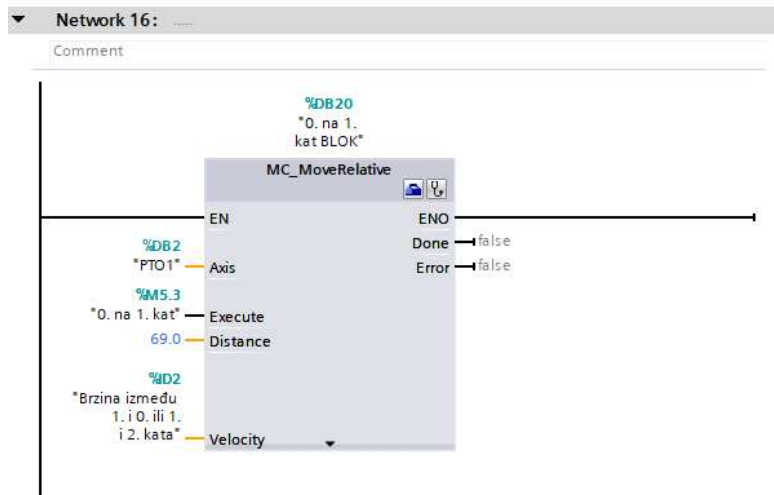 Network 16: .....
Comment
%DB20
"0. na 1.
kat BLOK"
MC_MoveRelative
EN
ENO
Done
false
%DB2
"PTO1"
Axis
Error
false
%M5.3
"0. na 1. kat"
Execute
69.0
Distance
%ID2
"Brzina između
1. i 0. ili 1.
i 2. kata"
Velocity